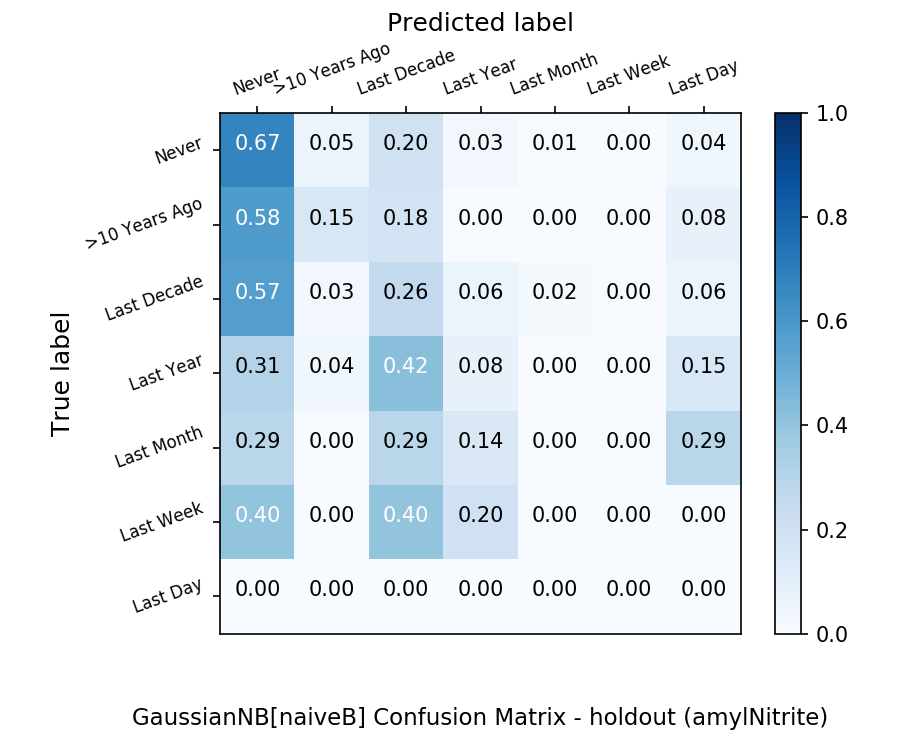 Predicted label
Never >10 Years Ago Last Decade Last Year Last Month Last Week Last Day
True label
Never 0.67 0.05 0.20 0.03 0.01 0.00 0.04
>10 Years Ago 0.58 0.15 0.18 0.00 0.00 0.00 0.08
Last Decade 0.57 0.03 0.26 0.06 0.02 0.00 0.06
Last Year 0.31 0.04 0.42 0.08 0.00 0.00 0.15
Last Month 0.29 0.00 0.29 0.14 0.00 0.00 0.29
Last Week 0.40 0.00 0.40 0.20 0.00 0.00 0.00
Last Day 0.00 0.00 0.00 0.00 0.00 0.00 0.00
1.0
0.8
0.6
0.4
0.2
0.0
GaussianNB[naiveB] Confusion Matrix - holdout (amylNitrite)